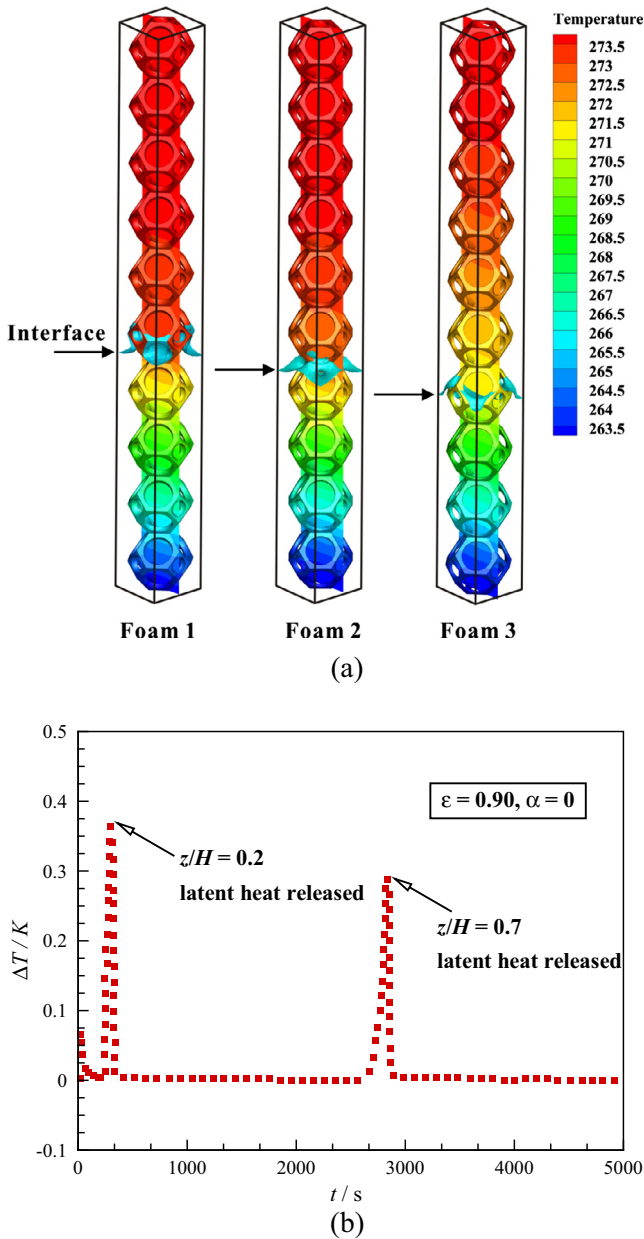 Temperature
273.5
273
272.5
272
271.5
271
270.5
270
269.5
269
268.5
268
267.5
267
266.5
266
265.5
265
264.5
264
263.5
Interface
Foam 1
Foam 2
Foam 3
(a)
0.5
0.4
0.3
0.2
0.1
0
-0.1
ΔT / K
ε = 0.90, α = 0
z/H = 0.2
latent heat released
z/H = 0.7
latent heat released
0
1000
2000
3000
4000
5000
t / s
(b)